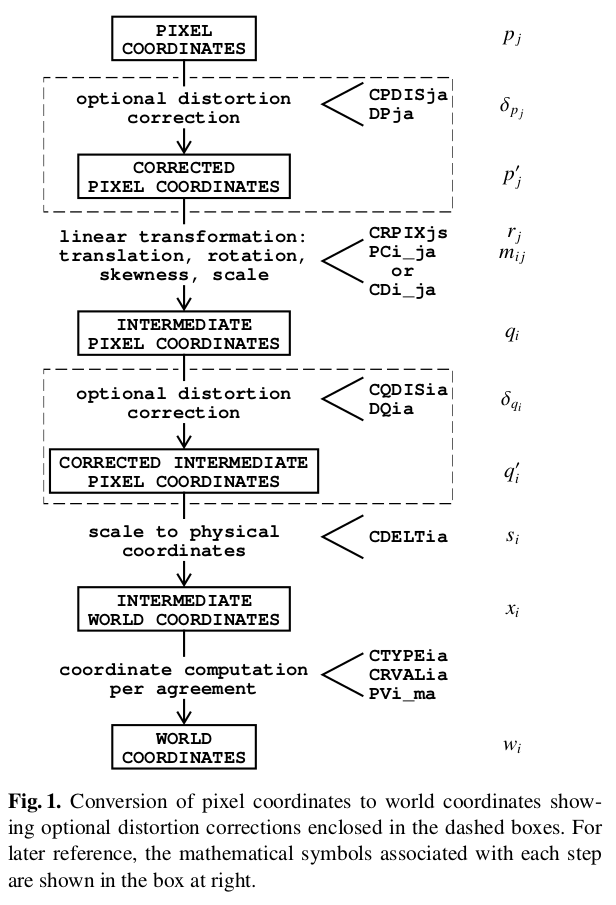 PIXEL
COORDINATES
p_j
optional distortion
correction
CPDISja
DPja
δ_{p_j}
CORRECTED
PIXEL COORDINATES
p′_j
linear transformation:
translation, rotation,
skewness, scale
CRPIXjs
PCi_ja
or
CDi_ja
r_j
m_{ij}
INTERMEDIATE
PIXEL COORDINATES
q_i
optional distortion
correction
CQDISia
DQia
δ_{q_i}
CORRECTED INTERMEDIATE
PIXEL COORDINATES
q′_i
scale to physical
coordinates
CDELTia
s_i
INTERMEDIATE
WORLD COORDINATES
x_i
coordinate computation
per agreement
CTYPEia
CRVALia
PVi_ma
WORLD
COORDINATES
w_i
Fig. 1. Conversion of pixel coordinates to world coordinates show-
ing optional distortion corrections enclosed in the dashed boxes. For
later reference, the mathematical symbols associated with each step
are shown in the box at right.